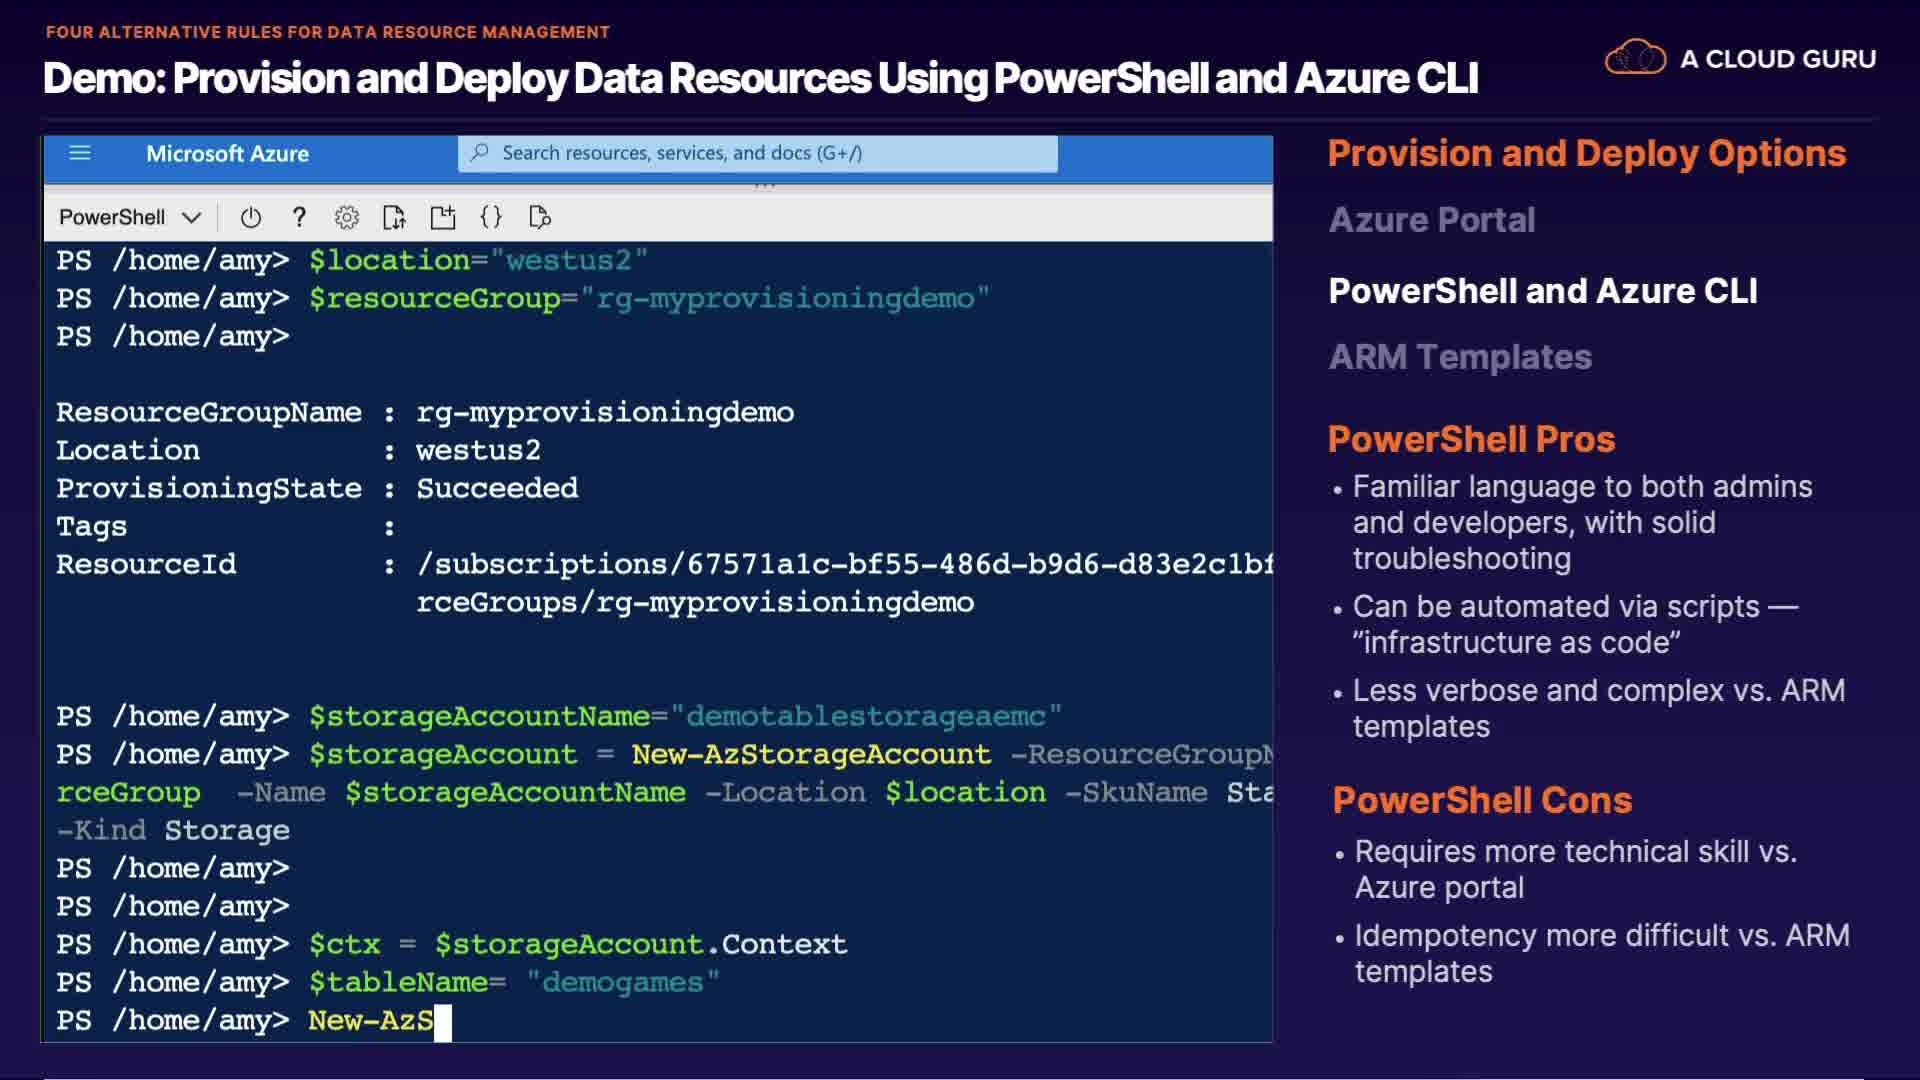 FOUR ALTERNATIVE RULES FOR DATA RESOURCE MANAGEMENT
Demo: Provision and Deploy Data Resources Using PowerShell and Azure CLI
A CLOUD GURU
Microsoft Azure
Search resources, services, and docs (G+/)
PowerShell
PS /home/amy> $location="westus2"
PS /home/amy> $resourceGroup="rg-myprovisioningdemo"
PS /home/amy>
ResourceGroupName : rg-myprovisioningdemo
Location : westus2
ProvisioningState : Succeeded
Tags :
ResourceId : /subscriptions/67571a1c-bf55-486d-b9d6-d83e2c1bf
rceGroups/rg-myprovisioningdemo
PS /home/amy> $storageAccountName="demotablestorageaemc"
PS /home/amy> $storageAccount = New-AzStorageAccount -ResourceGroupN
rceGroup -Name $storageAccountName -Location $location -SkuName Sta
-Kind Storage
PS /home/amy>
PS /home/amy>
PS /home/amy> $ctx = $storageAccount.Context
PS /home/amy> $tableName= "demogames"
PS /home/amy> New-AzS
Provision and Deploy Options
Azure Portal
PowerShell and Azure CLI
ARM Templates
PowerShell Pros
• Familiar language to both admins
and developers, with solid
troubleshooting
• Can be automated via scripts —
”infrastructure as code”
• Less verbose and complex vs. ARM
templates
PowerShell Cons
• Requires more technical skill vs.
Azure portal
• Idempotency more difficult vs. ARM
templates